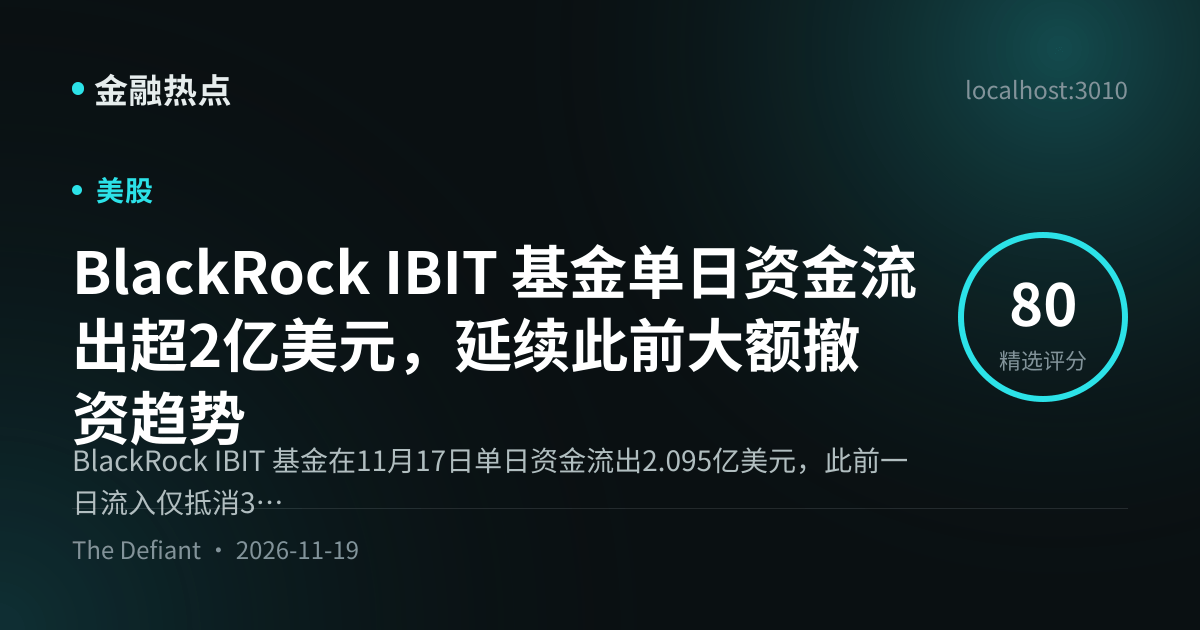 金融热点
localhost:3010
美股
BlackRock IBIT 基金单日资金流
出超2亿美元，延续此前大额撤
资趋势
80
精选评分
BlackRock IBIT 基金在11月17日单日资金流出2.095亿美元，此前一
日流入仅抵消3…
The Defiant • 2026-11-19